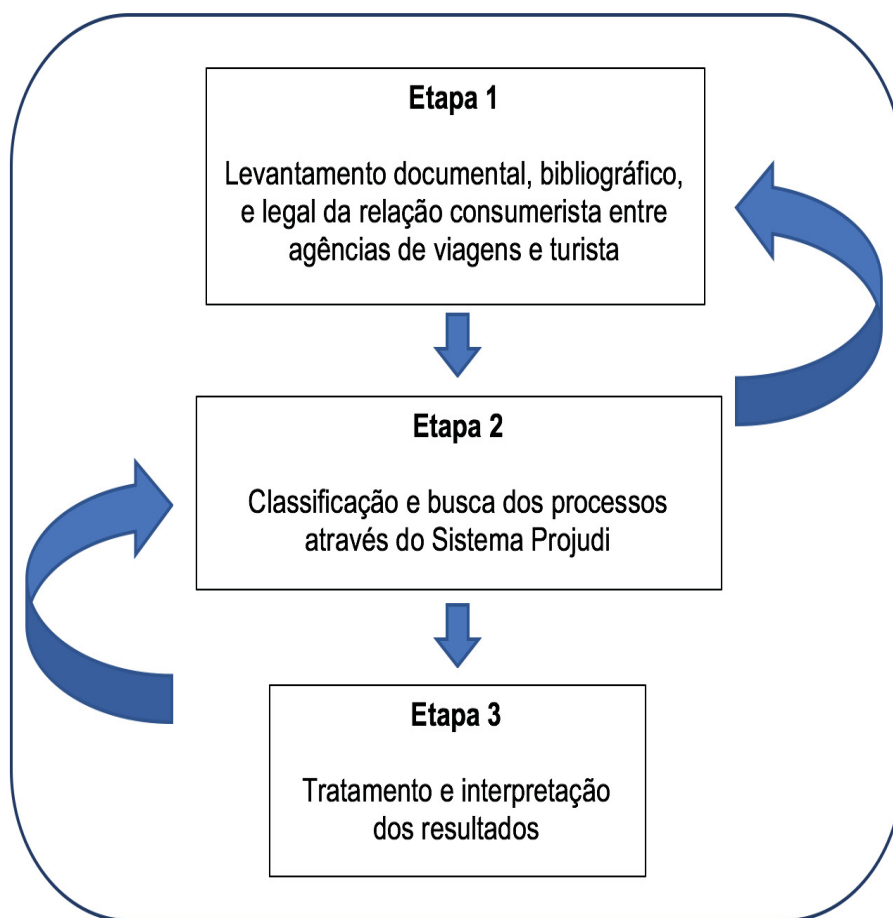 Etapa 1
Levantamento documental, bibliográfico,
e legal da relação consumerista entre
agências de viagens e turista
Etapa 2
Classificação e busca dos processos
através do Sistema Projudi
Etapa 3
Tratamento e interpretação
dos resultados